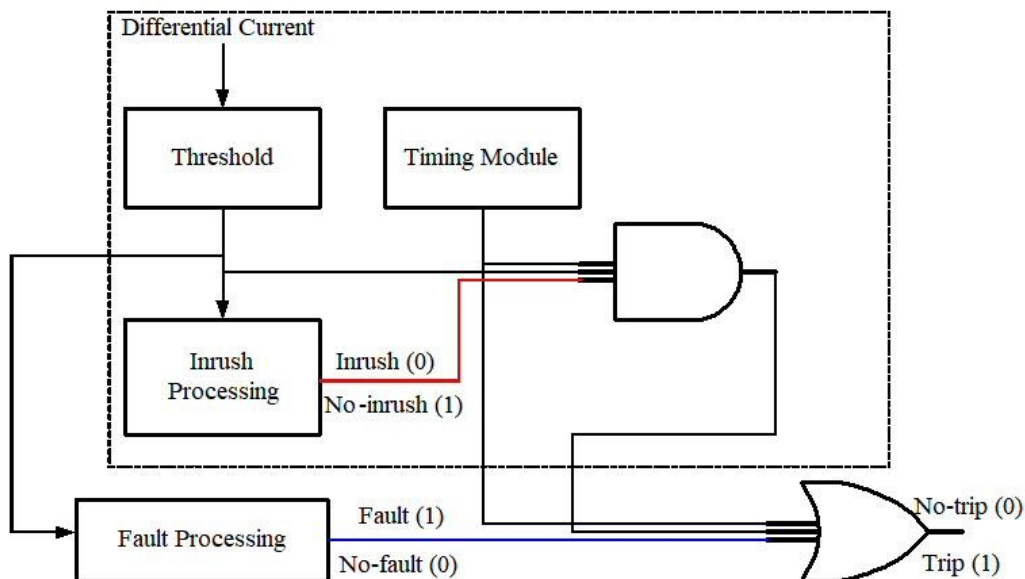 Differential Current
Threshold
Timing Module
Inrush
Processing
Inrush (0)
No-inrush (1)
Fault Processing
Fault (1)
No-fault (0)
No-trip (0)
Trip (1)